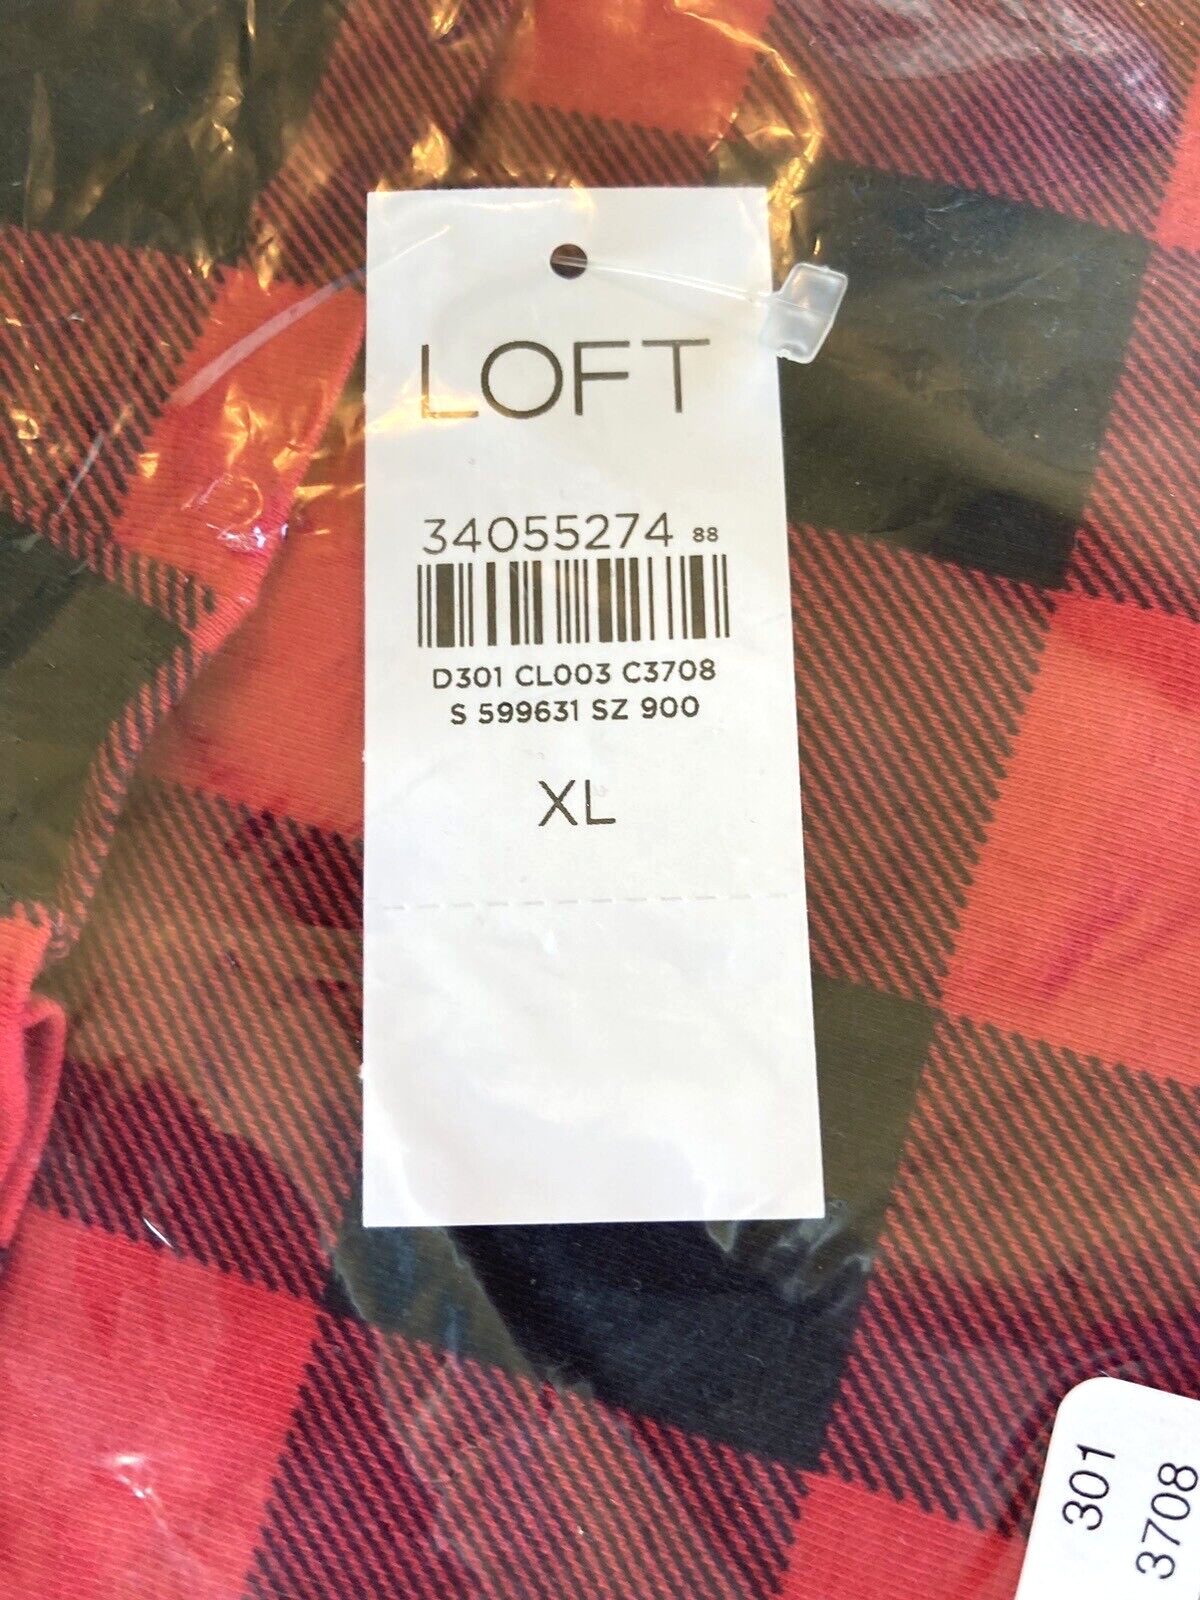 LOFT
34055274 88
D301 CL003 C3708
S 599631 SZ 900
XL
301
3708